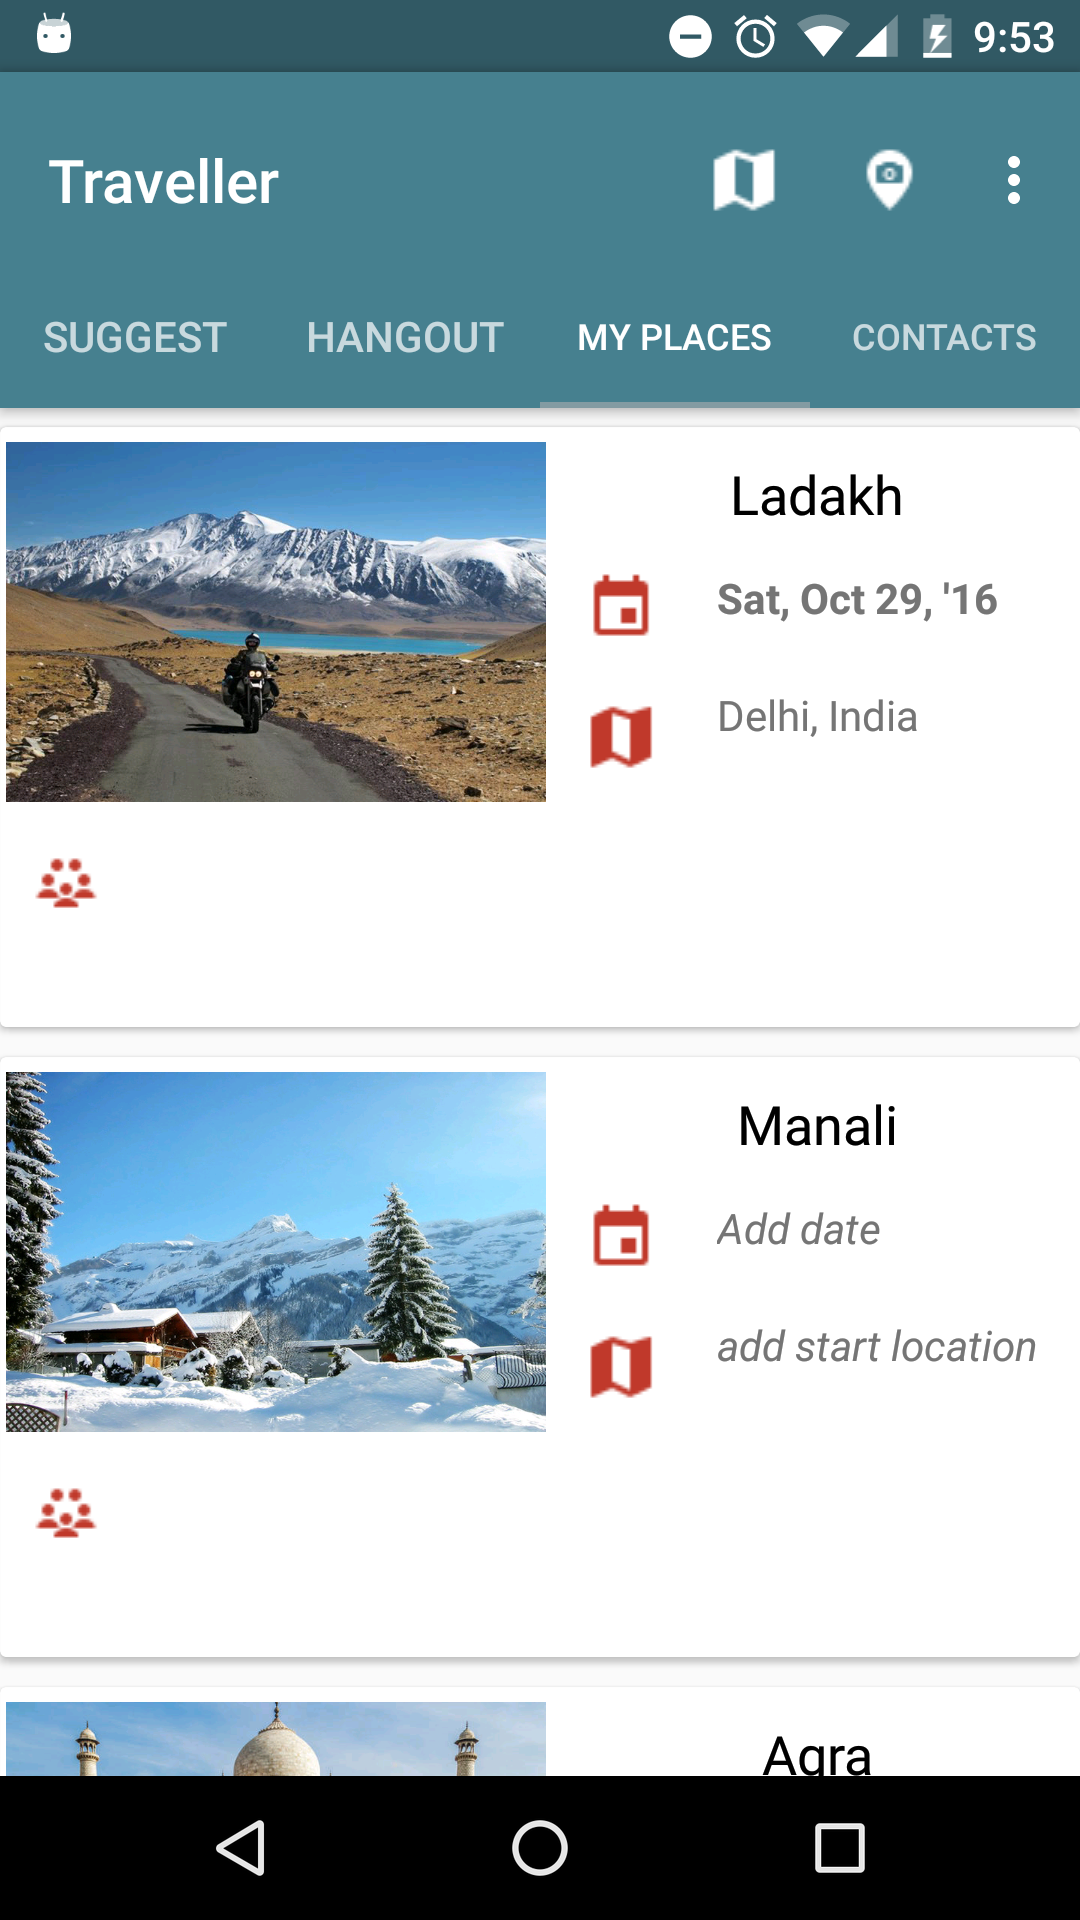 9:53
Traveller
SUGGEST
HANGOUT
MY PLACES
CONTACTS
Ladakh
Sat, Oct 29, '16
Delhi, India
Manali
Add date
add start location
Agra